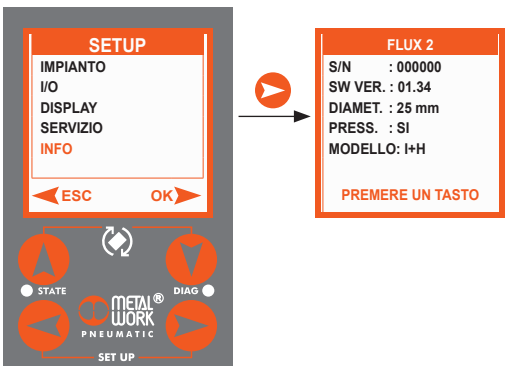 SETUP
IMPIANTO
I/O
DISPLAY
SERVIZIO
INFO
ESC OK
STATE DIAG
METAL® WORK
PNEUMATIC
SET UP
FLUX 2
S/N : 000000
SW VER. : 01.34
DIAMET. : 25 mm
PRESS. : SI
MODELLO: I+H
PREMERE UN TASTO